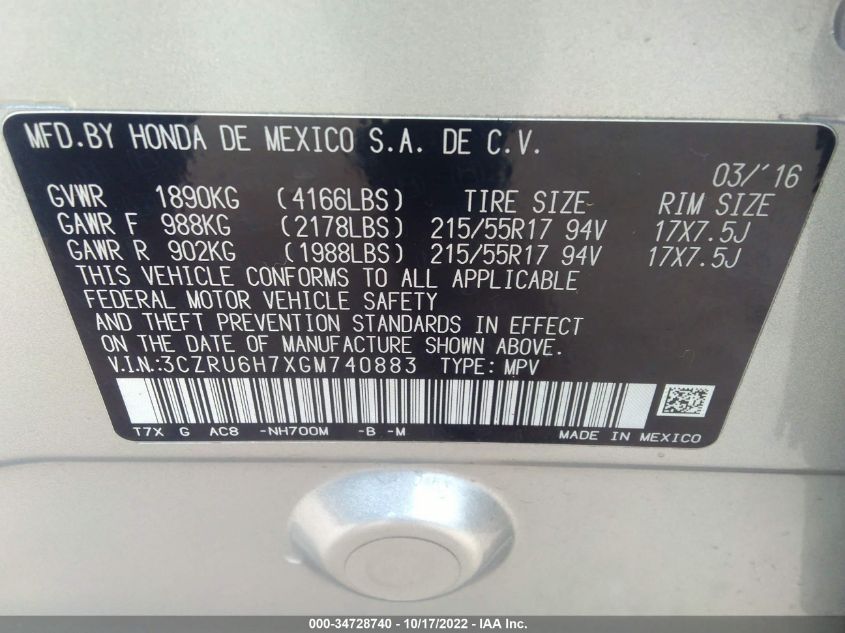 MFD.BY HONDA DE MEXICO S.A. DE C.V.
03/'16
GVWR 1890KG (4166LBS) TIRE SIZE RIM SIZE
GAWR F 988KG (2178LBS) 215/55R17 94V 17X7.5J
GAWR R 902KG (1988LBS) 215/55R17 94V 17X7.5J
THIS VEHICLE CONFORMS TO ALL APPLICABLE
FEDERAL MOTOR VEHICLE SAFETY
AND THEFT PREVENTION STANDARDS IN EFFECT
ON THE DATE OF MANUFACTURE SHOWN ABOVE.
V.I.N.:3CZRU6H7XGM740883 TYPE: MPV
T7X G AC8 -NH700M -B -M MADE IN MEXICO
000-34728740 - 10/17/2022 - IAA Inc.